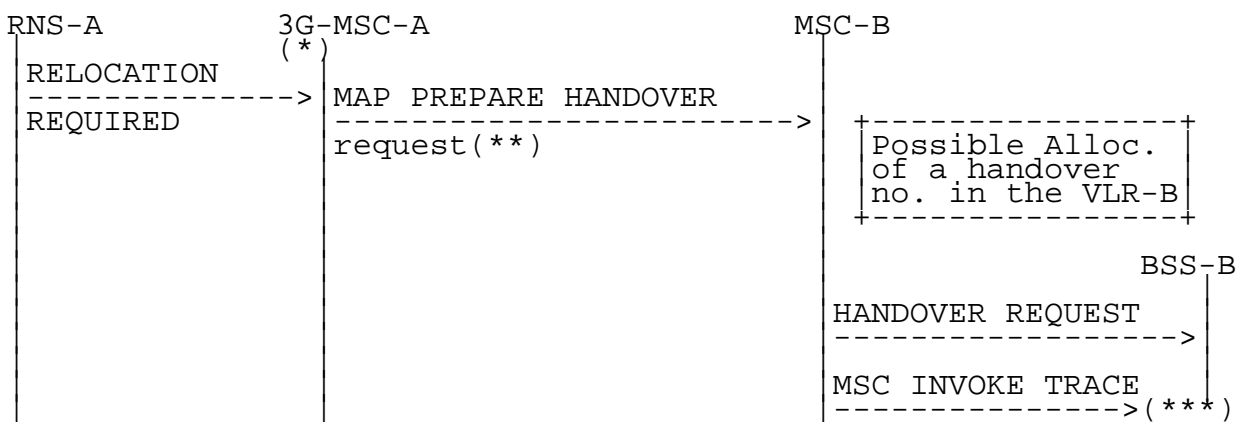 RNS-A 3G-MSC-A MSC-B
(*)
RELOCATION
--------------> MAP PREPARE HANDOVER
REQUIRED ------------------------>
request(**)
+-----------------+
Possible Alloc.
of a handover
no. in the VLR-B
+-----------------+
BSS-B
HANDOVER REQUEST
------------------>
MSC INVOKE TRACE
--------------->(***)